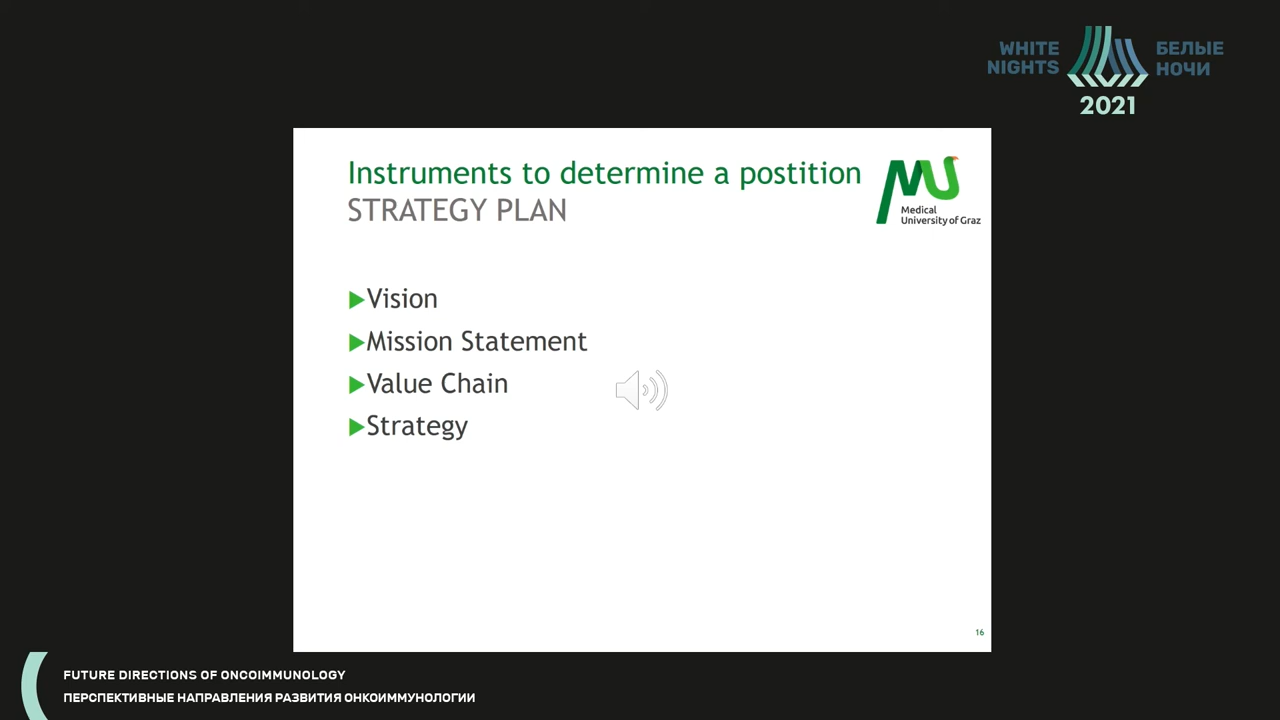 WHITE
NIGHTS
БЕЛЫЕ
НОЧИ
2021
Instruments to determine a postition
STRATEGY PLAN
MU
Medical
University of Graz
Vision
Mission Statement
Value Chain
Strategy
16
FUTURE DIRECTIONS OF ONCOIMMUNOLOGY
ПЕРСПЕКТИВНЫЕ НАПРАВЛЕНИЯ РАЗВИТИЯ ОНКОИММУНОЛОГИИ